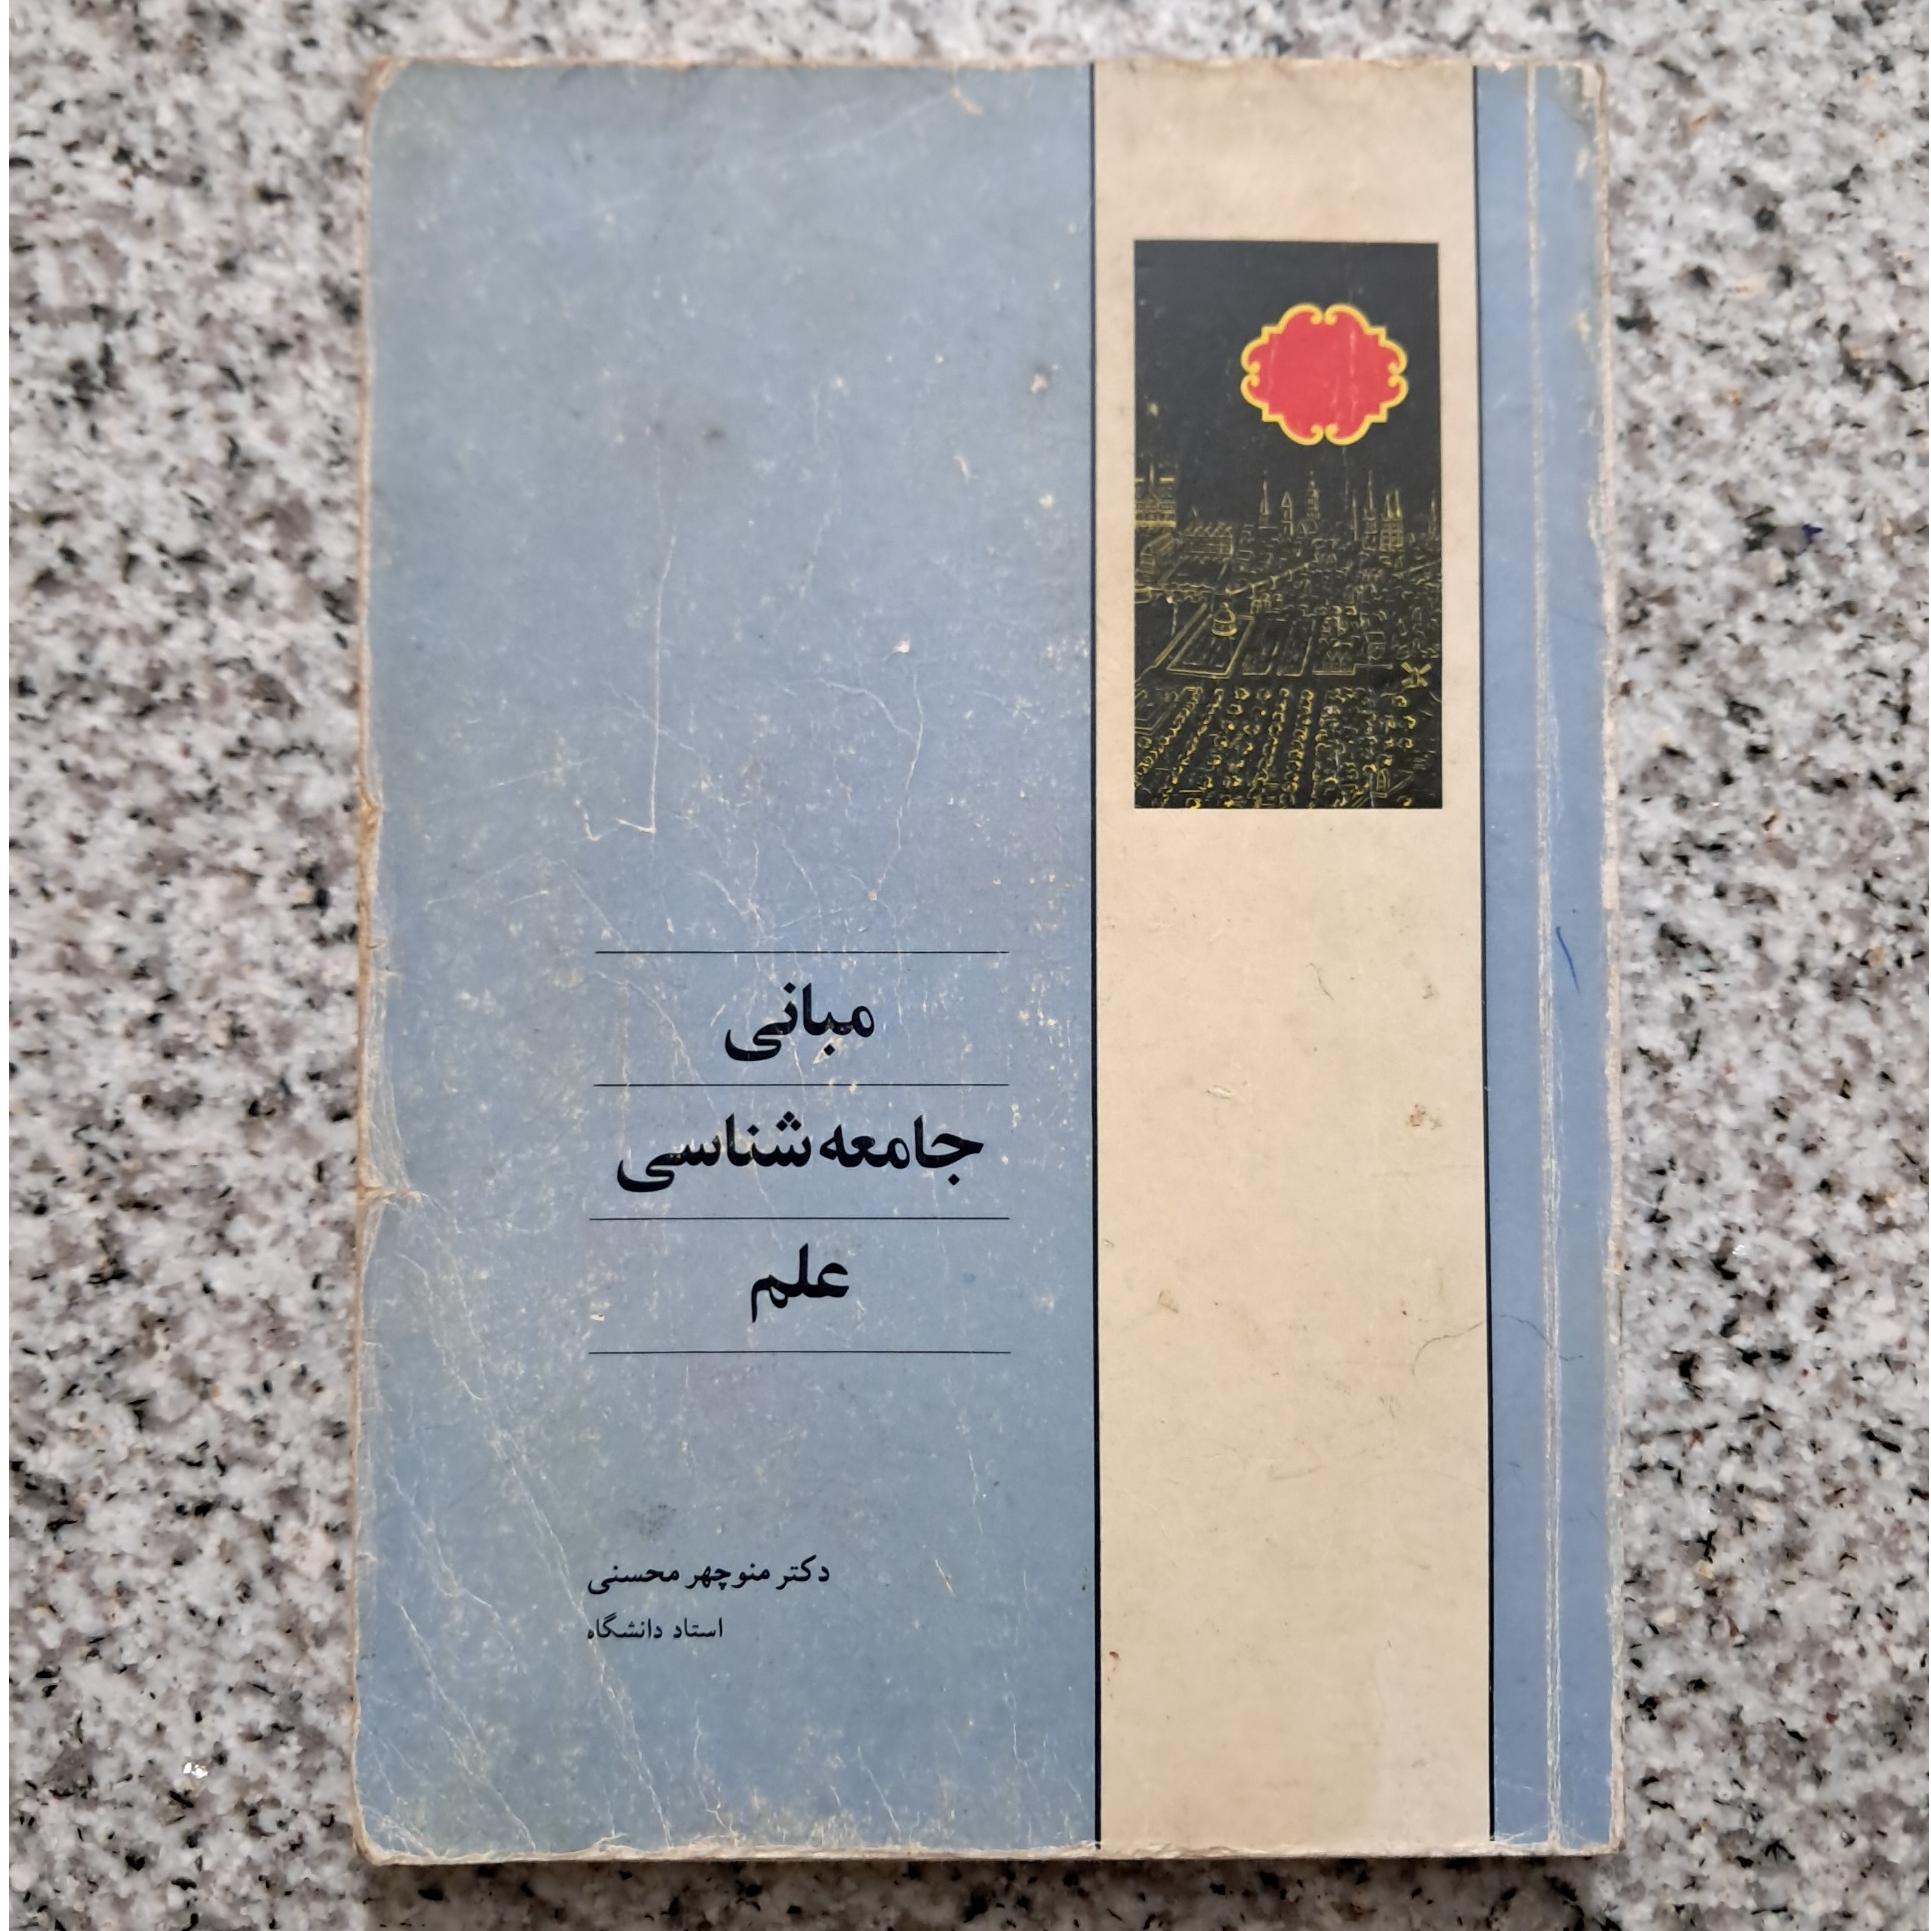 مبانی
جامعه‌شناسی
علم
دکتر منوچهر محسنی
استاد دانشگاه